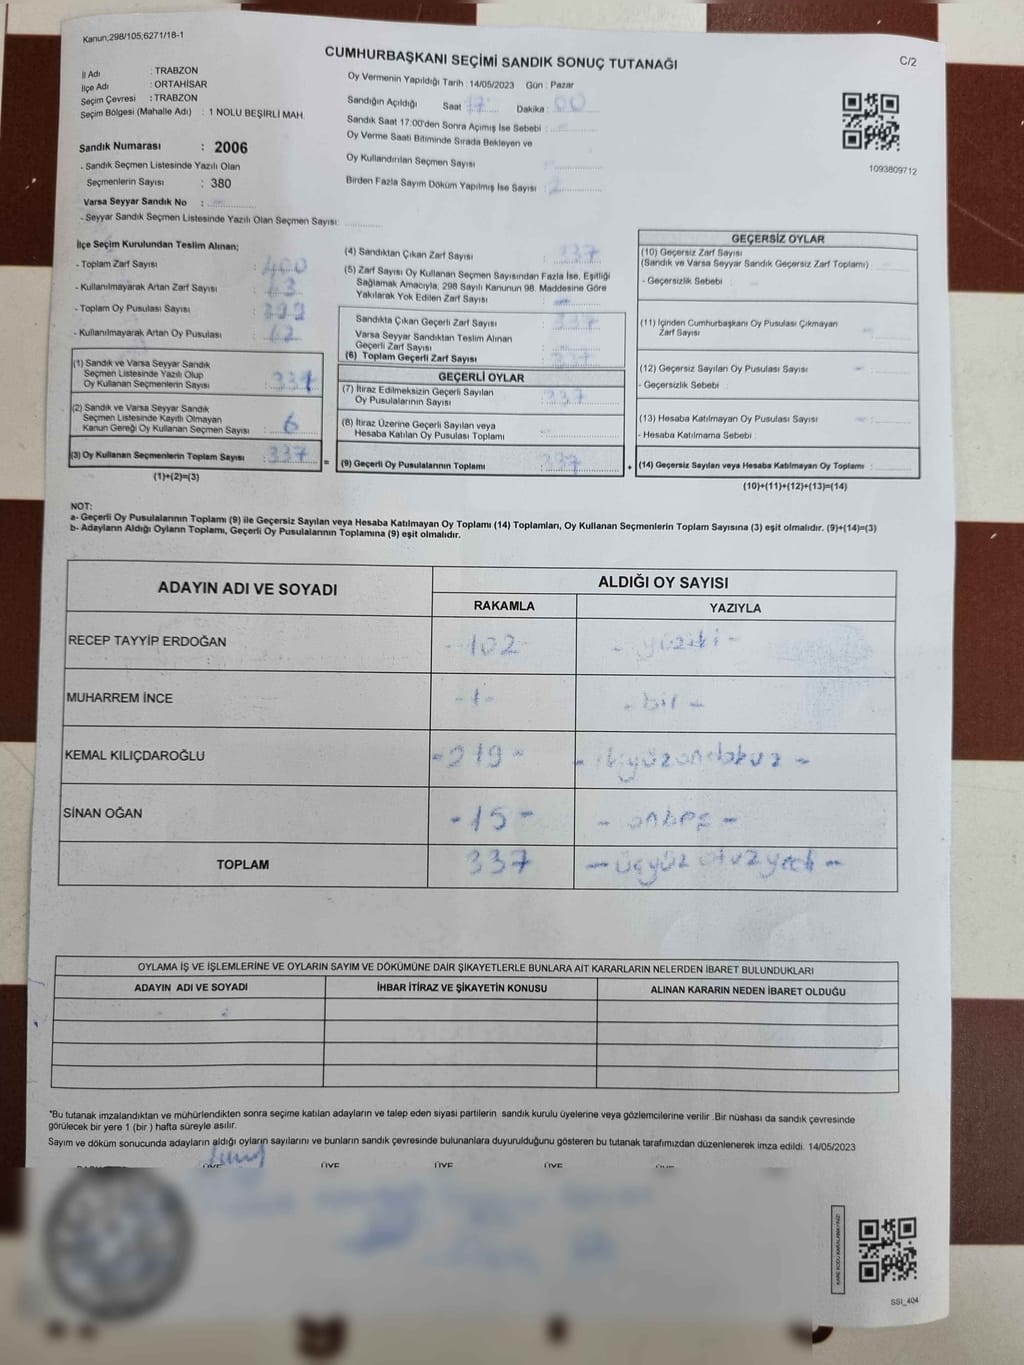 Kanun,298/105,6271/18-1
CUMHURBAŞKANI SEÇİMİ SANDIK SONUÇ TUTANAĞI
C/2
İl Adı : TRABZON
İlçe Adı : ORTAHİSAR
Seçim Çevresi : TRABZON
Seçim Bölgesi (Mahalle Adı) : 1 NOLU BEŞİRLİ MAH.
Sandık Numarası : 2006
- Sandık Seçmen Listesinde Yazılı Olan
Seçmenlerin Sayısı : 380
Varsa Seyyar Sandık No :
- Seyyar Sandık Seçmen Listesinde Yazılı Olan Seçmen Sayısı:
Oy Vermenin Yapıldığı Tarih :14/05/2023 Gün : Pazar
Sandığın Açıldığı Saat 17 Dakika : 00
Sandık Saat 17:00'den Sonra Açımış İse Sebebi :
Oy Verme Saati Bitiminde Sırada Bekleyen ve
Oy Kullandırılan Seçmen Sayısı
Birden Fazla Sayım Döküm Yapılmış İse Sayısı :
1093809712
İlçe Seçim Kurulundan Teslim Alınan;
- Toplam Zarf Sayısı : 400
- Kullanılmayarak Artan Zarf Sayısı : 63
- Toplam Oy Pusulası Sayısı : 399
- Kullanılmayarak Artan Oy Pusulası : 62
(1) Sandık ve Varsa Seyyar Sandık
Seçmen Listesinde Yazılı Olup
Oy Kullanan Seçmenlerin Sayısı :
(2) Sandık ve Varsa Seyyar Sandık
Seçmen Listesinde Kayıtlı Olmayan
Kanun Gereği Oy Kullanan Seçmen Sayısı : 6
(3) Oy Kullanan Seçmenlerin Toplam Sayısı : 337
(1)+(2)=(3)
(4) Sandıktan Çıkan Zarf Sayısı : 337
(5) Zarf Sayısı Oy Kullanan Seçmen Sayısından Fazla İse, Eşitliği
Sağlamak Amacıyla, 298 Sayılı Kanunun 98. Maddesine Göre
Yakılarak Yok Edilen Zarf Sayısı :
Sandıkta Çıkan Geçerli Zarf Sayısı : 337
Varsa Seyyar Sandıktan Teslim Alınan
Geçerli Zarf Sayısı :
(6) Toplam Geçerli Zarf Sayısı : 337
GEÇERLİ OYLAR
(7) İtiraz Edilmeksizin Geçerli Sayılan
Oy Pusulalarının Sayısı : 337
(8) İtiraz Üzerine Geçerli Sayılan veya
Hesaba Katılan Oy Pusulası Toplamı :
= (9) Geçerli Oy Pusulalarının Toplamı : 337
GEÇERSİZ OYLAR
(10) Geçersiz Zarf Sayısı
(Sandık ve Varsa Seyyar Sandık Geçersiz Zarf Toplamı) :
- Geçersizlik Sebebi :
(11) İçinden Cumhurbaşkanı Oy Pusulası Çıkmayan
Zarf Sayısı :
(12) Geçersiz Sayılan Oy Pusulası Sayısı :
- Geçersizlik Sebebi :
(13) Hesaba Katılmayan Oy Pusulası Sayısı :
- Hesaba Katılmama Sebebi :
+ (14) Geçersiz Sayılan veya Hesaba Katılmayan Oy Toplamı :
(10)+(11)+(12)+(13)=(14)
NOT:
a- Geçerli Oy Pusulalarının Toplamı (9) ile Geçersiz Sayılan veya Hesaba Katılmayan Oy Toplamı (14) Toplamları, Oy Kullanan Seçmenlerin Toplam Sayısına (3) eşit olmalıdır. (9)+(14)=(3)
b- Adayların Aldığı Oyların Toplamı, Geçerli Oy Pusulalarının Toplamına (9) eşit olmalıdır.
ADAYIN ADI VE SOYADI ALDIĞI OY SAYISI
RAKAMLA YAZIYLA
RECEP TAYYİP ERDOĞAN - 102 - - yüziki -
MUHARREM İNCE - 1 - - bir -
KEMAL KILIÇDAROĞLU - 219 - - ikiyüzondokuz -
SİNAN OĞAN - 15 - - onbeş -
TOPLAM 337 - üçyüz otuzyedi -
OYLAMA İŞ VE İŞLEMLERİNE VE OYLARIN SAYIM VE DÖKÜMÜNE DAİR ŞİKAYETLERLE BUNLARA AİT KARARLARIN NELERDEN İBARET BULUNDUKLARI
ADAYIN ADI VE SOYADI İHBAR İTİRAZ VE ŞİKAYETİN KONUSU ALINAN KARARIN NEDEN İBARET OLDUĞU
*Bu tutanak imzalandıktan ve mühürlendikten sonra seçime katılan adayların ve talep eden siyasi partilerin sandık kurulu üyelerine veya gözlemcilerine verilir .Bir nüshası da sandık çevresinde
görülecek bir yere 1 (bir ) hafta süreyle asılır.
Sayım ve döküm sonucunda adayların aldığı oyların sayılarını ve bunların sandık çevresinde bulunanlara duyurulduğunu gösteren bu tutanak tarafımızdan düzenlenerek imza edildi. 14/05/2023
ÜYE ÜYE ÜYE ÜYE
KARE KODU KARALAMAYINIZ!
SSI_404